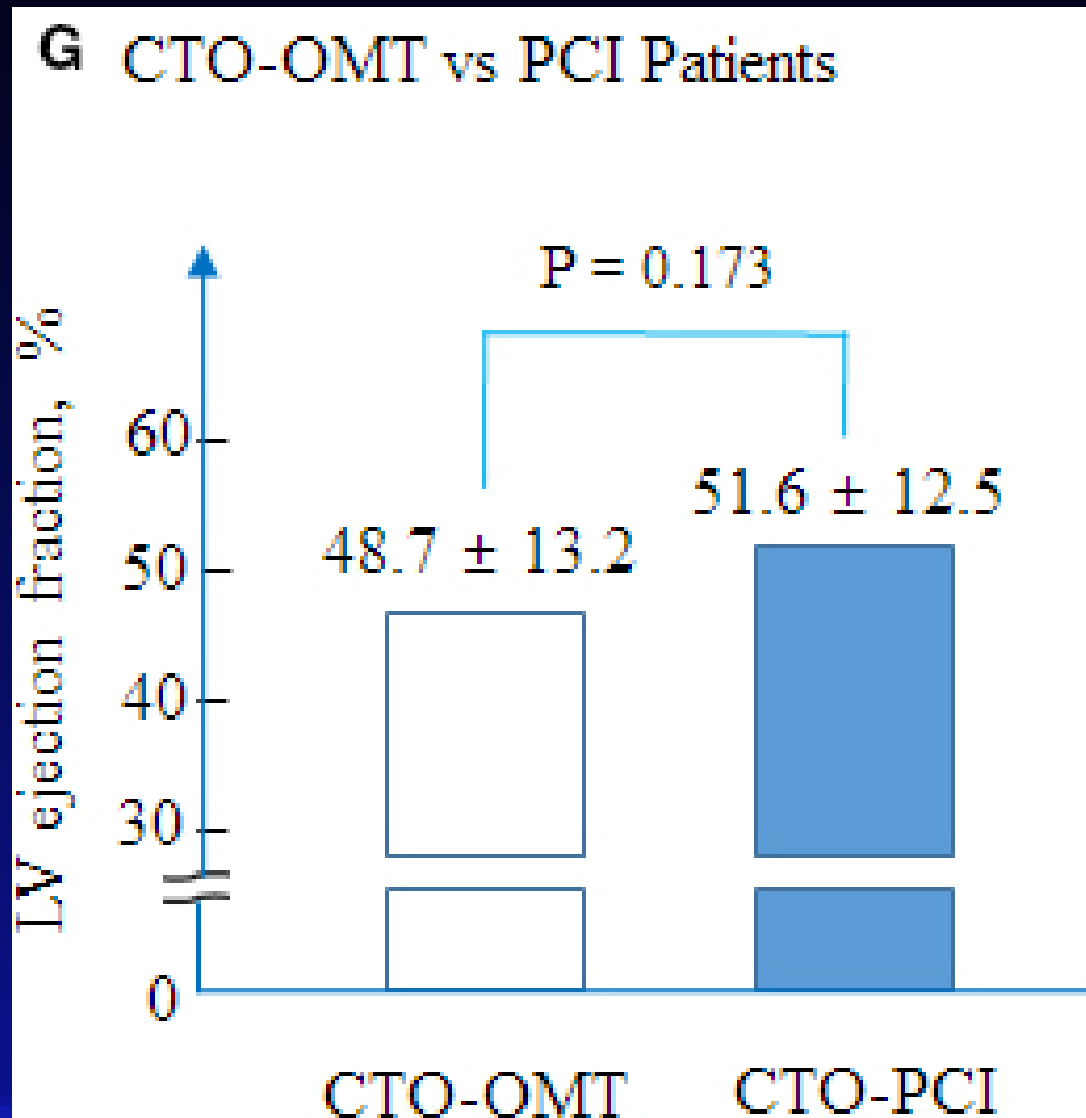 G CTO-OMT vs PCI Patients
P = 0.173
LV ejection fraction, %
60
51.6 ± 12.5
48.7 ± 13.2
50
40
30
0
CTO-OMT CTO-PCI